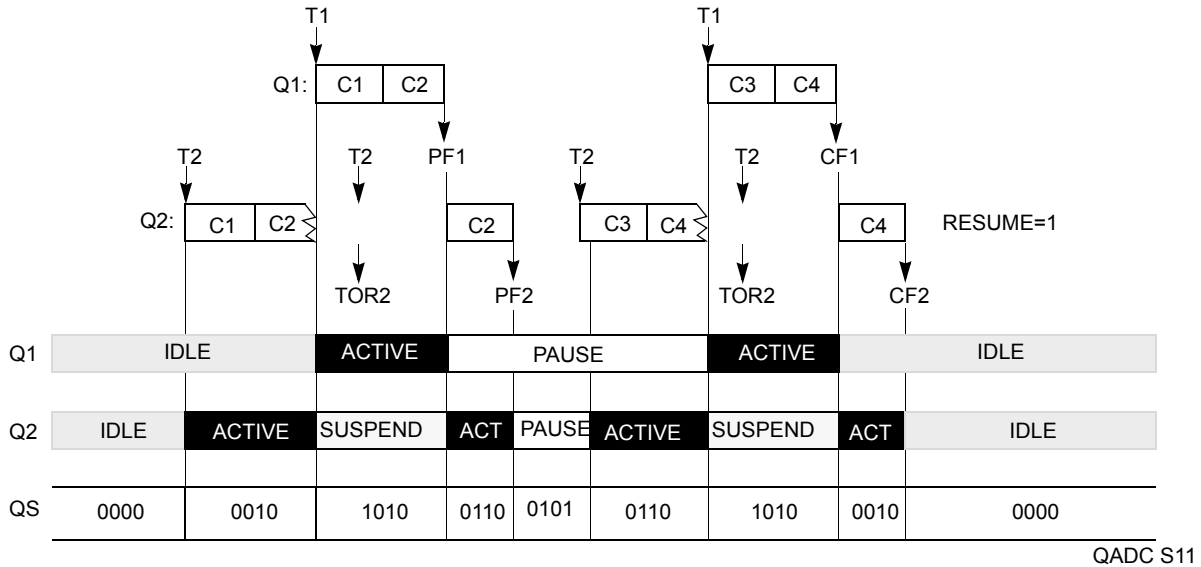 T1 T1
Q1: C1 C2 C3 C4
T2 T2 PF1 T2 T2 CF1
Q2: C1 C2 C2 C3 C4 C4 RESUME=1
TOR2 PF2 TOR2 CF2
Q1 IDLE ACTIVE PAUSE ACTIVE IDLE
Q2 IDLE ACTIVE SUSPEND ACT PAUSE ACTIVE SUSPEND ACT IDLE
QS 0000 0010 1010 0110 0101 0110 1010 0010 0000
QADC S11